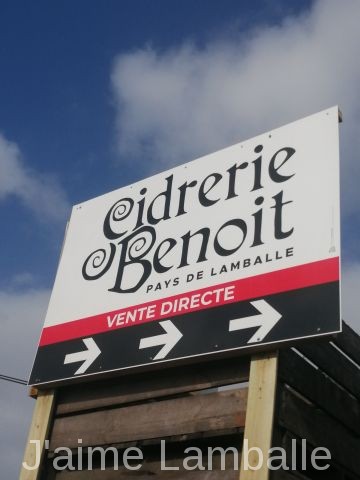 Cidrerie
Benoit
PAYS DE LAMBALLE
VENTE DIRECTE
J'aime Lamballe